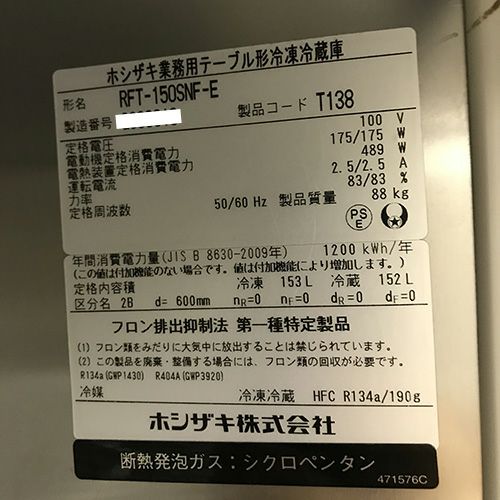 ホシザキ業務用テーブル形冷凍冷蔵庫
形名 RFT-150SNF-E
製造番号 製品コード T138
定格電圧 100 V
電動機定格消費電力 175/175 W
電熱装置定格消費電力 489 W
運転電流 2.5/2.5 A
力率 83/83 %
定格周波数 50/60 Hz 製品質量 88 kg
PS E
年間消費電力量(JIS B 8630-2009年) 1200 kWh/年
(この値は付加機能のない場合です。値は付加機能により増加します。)
定格内容積 冷凍 153 L 冷蔵 152 L
区分名 2B d= 600mm nR=0 nF=0 dR=0 dF=0
フロン排出抑制法 第一種特定製品
(1) フロン類をみだりに大気中に放出することは禁じられています。
(2) この製品を廃棄・整備する場合には、フロン類の回収が必要です。
R134a(GWP1430) R404A(GWP3920)
冷媒 冷凍冷蔵 HFC R134a/190g
ホシザキ株式会社
断熱発泡ガス：シクロペンタン
471576C